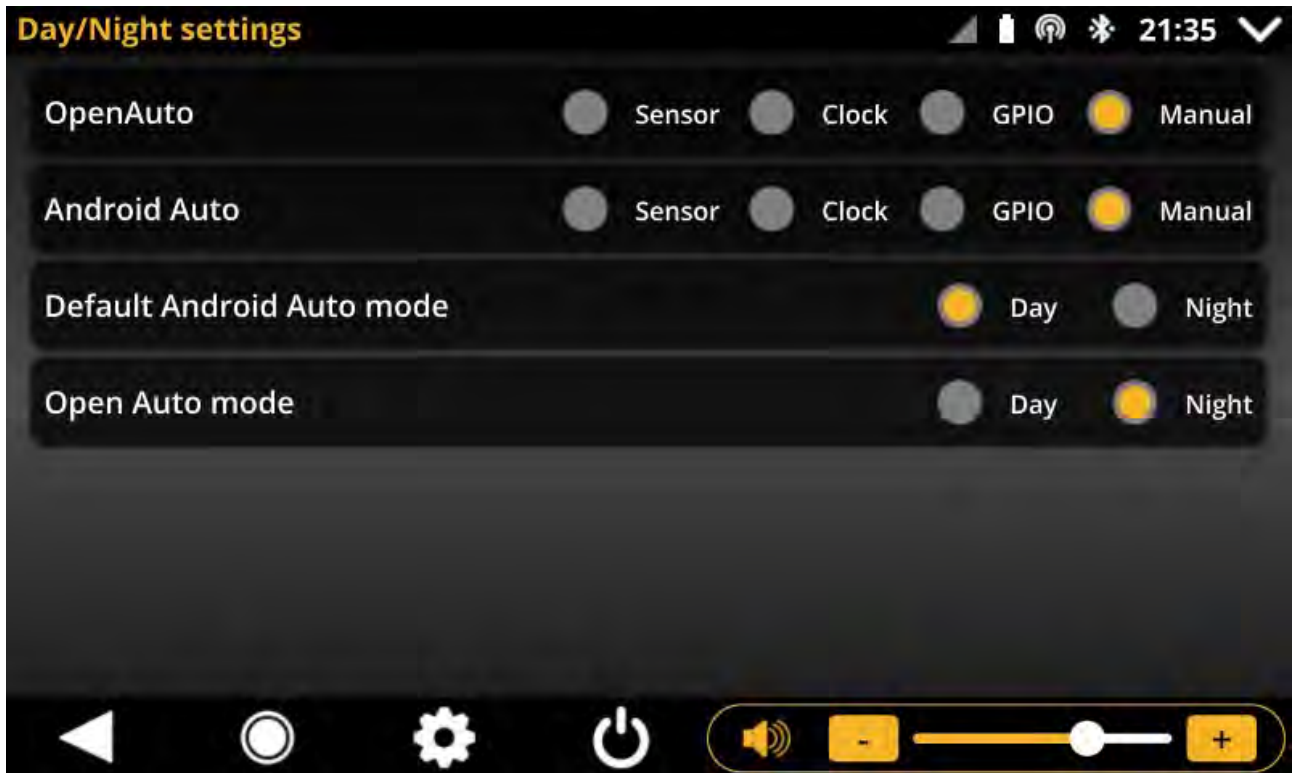 Day/Night settings 21:35
OpenAuto Sensor Clock GPIO Manual
Android Auto Sensor Clock GPIO Manual
Default Android Auto mode Day Night
Open Auto mode Day Night
- +